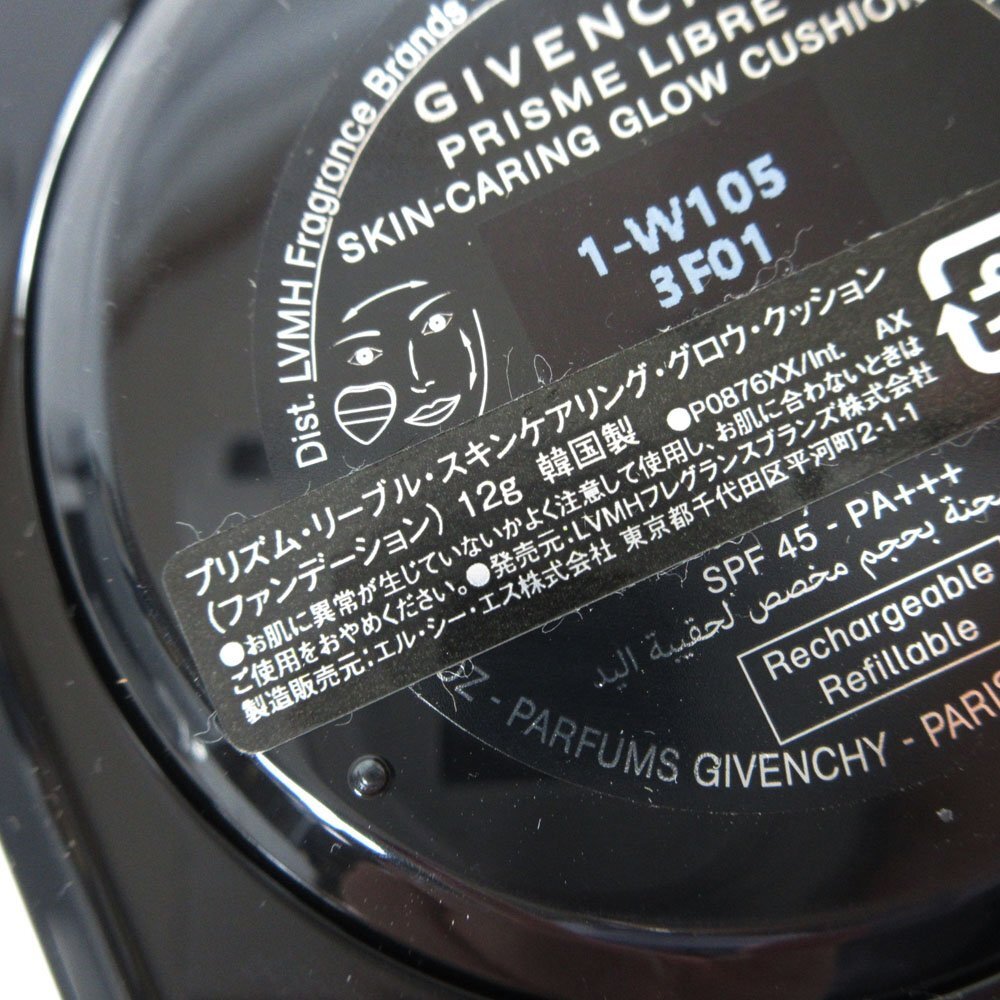 Dist. LVMH Fragrance Brands
PRISME LIBRE
SKIN-CARING GLOW CUSHION
1-W105
3F01
プリズム・リーブル・スキンケアリング・グロウ・クッション
(ファンデーション) 12g 韓国製 ●P0876XX/Int. AX
●お肌に異常が生じていないかよく注意して使用し、お肌に合わないときは
ご使用をおやめください。●発売元:LVMHフレグランスブランズ株式会社
製造販売元:エル・シー・エス株式会社 東京都千代田区平河町2-1-1
SPF 45 - PA+++
بحجم مخصص لحقيبة اليد
Rechargeable
Refillable
- PARFUMS GIVENCHY - PARIS